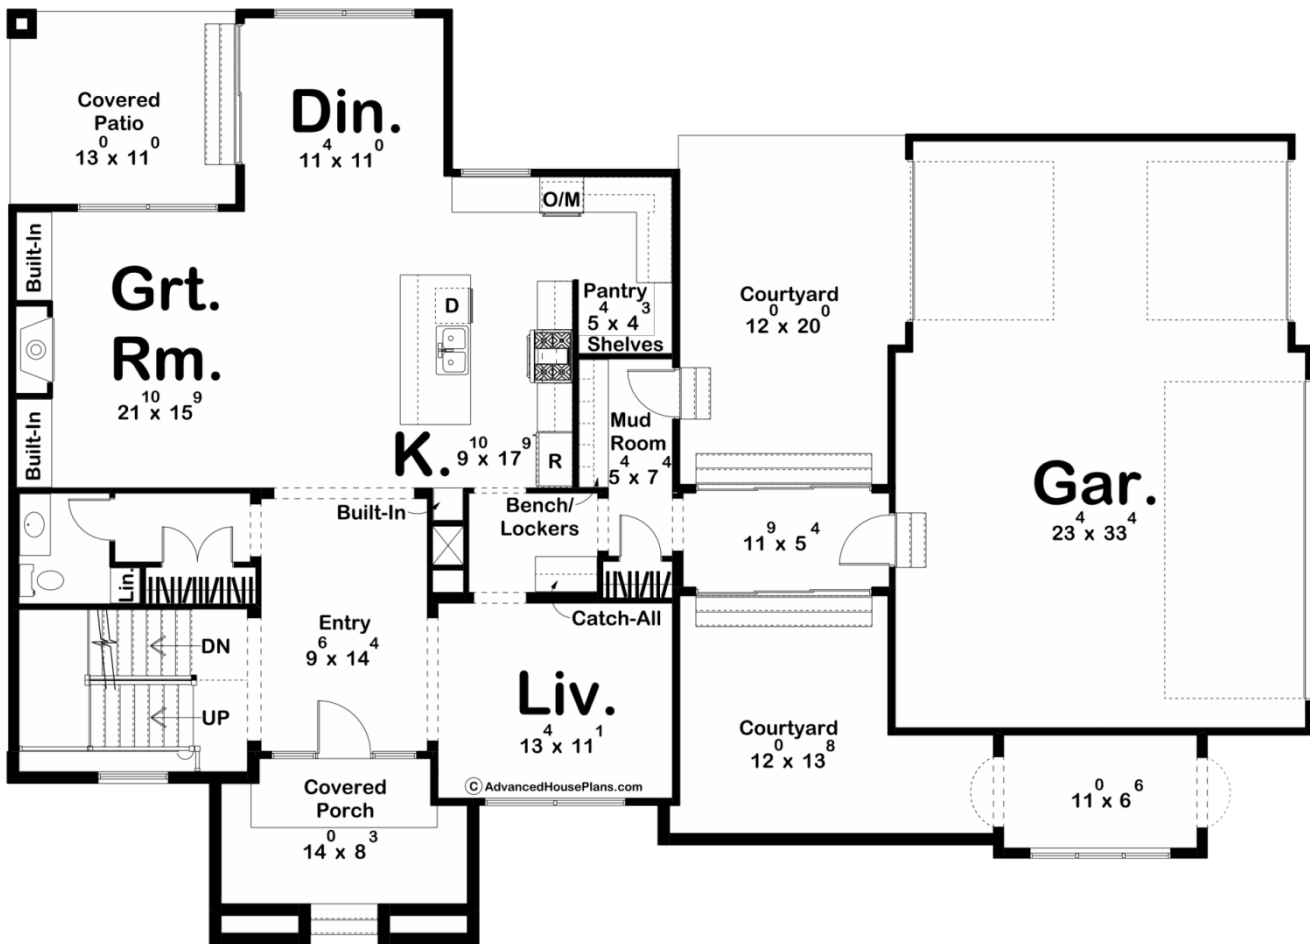 Covered
Patio
13⁰ x 11⁰
Din.
11⁴ x 11⁰
O/M
Built-In
Grt.
Rm.
21¹⁰ x 15⁹
D
Pantry
5⁴ x 4³
Shelves
Courtyard
12⁰ x 20⁰
Built-In
K.
9¹⁰ x 17⁹
R
Mud
Room
5⁴ x 7⁴
Gar.
23⁴ x 33⁴
Built-In
Bench/
Lockers
11⁹ x 5⁴
Lin.
Catch-All
Entry
9⁶ x 14⁴
DN
UP
Liv.
13⁴ x 11¹
Courtyard
12⁰ x 13⁸
© AdvancedHousePlans.com
Covered
Porch
14⁰ x 8³
11⁰ x 6⁶